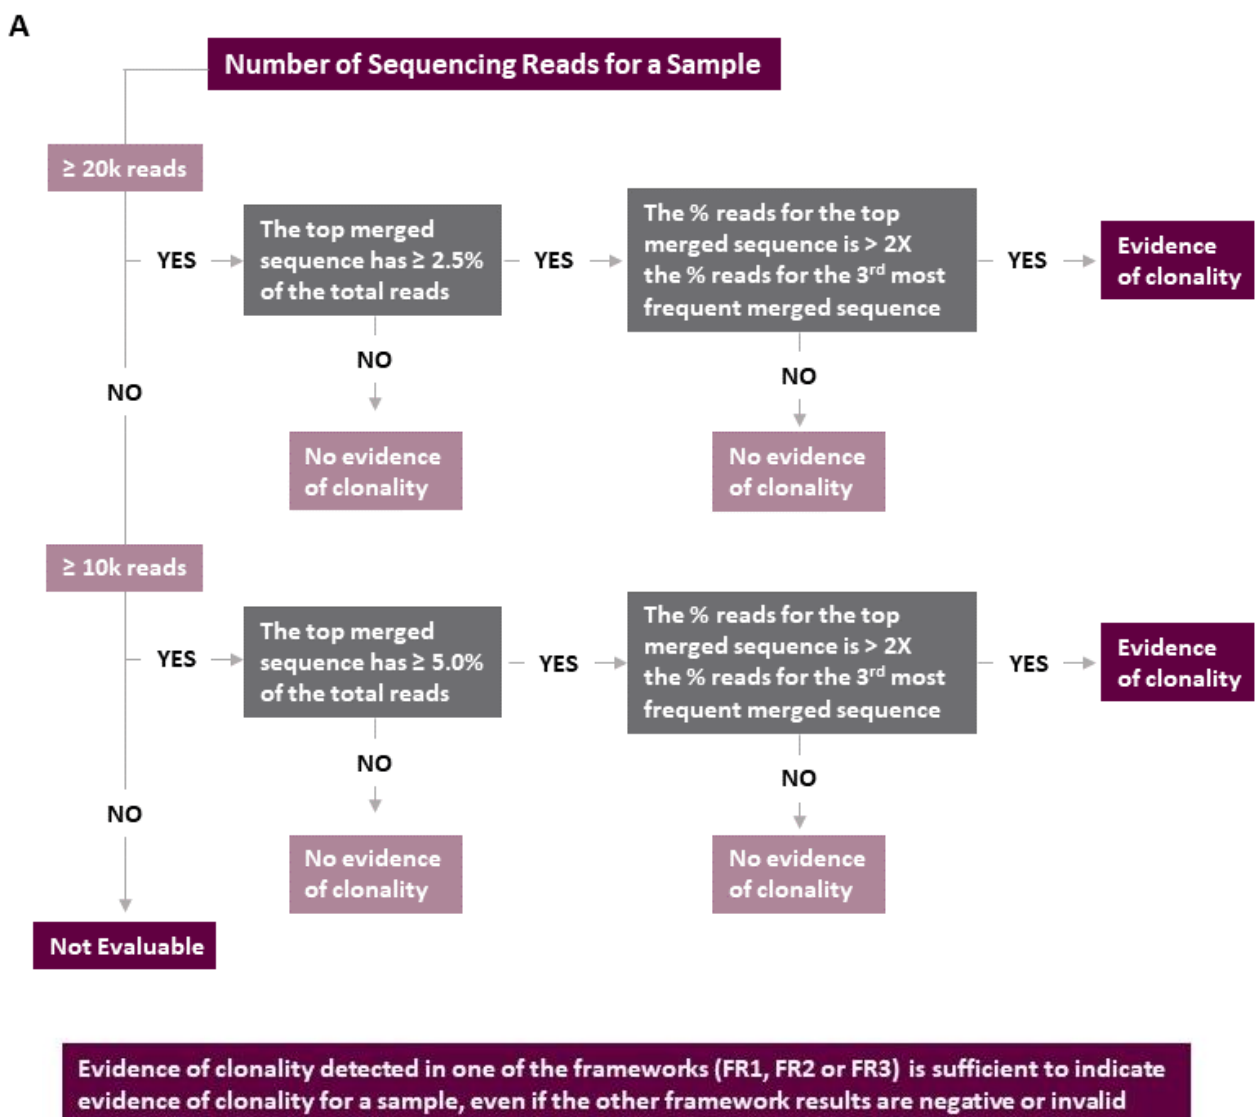 A
Number of Sequencing Reads for a Sample
≥ 20k reads
YES
The top merged
sequence has ≥ 2.5%
of the total reads
YES
The % reads for the top
merged sequence is > 2X
the % reads for the 3rd most
frequent merged sequence
YES
Evidence
of clonality
NO
NO
NO
No evidence
of clonality
No evidence
of clonality
≥ 10k reads
YES
The top merged
sequence has ≥ 5.0%
of the total reads
YES
The % reads for the top
merged sequence is > 2X
the % reads for the 3rd most
frequent merged sequence
YES
Evidence
of clonality
NO
NO
NO
No evidence
of clonality
No evidence
of clonality
Not Evaluable
Evidence of clonality detected in one of the frameworks (FR1, FR2 or FR3) is sufficient to indicate
evidence of clonality for a sample, even if the other framework results are negative or invalid